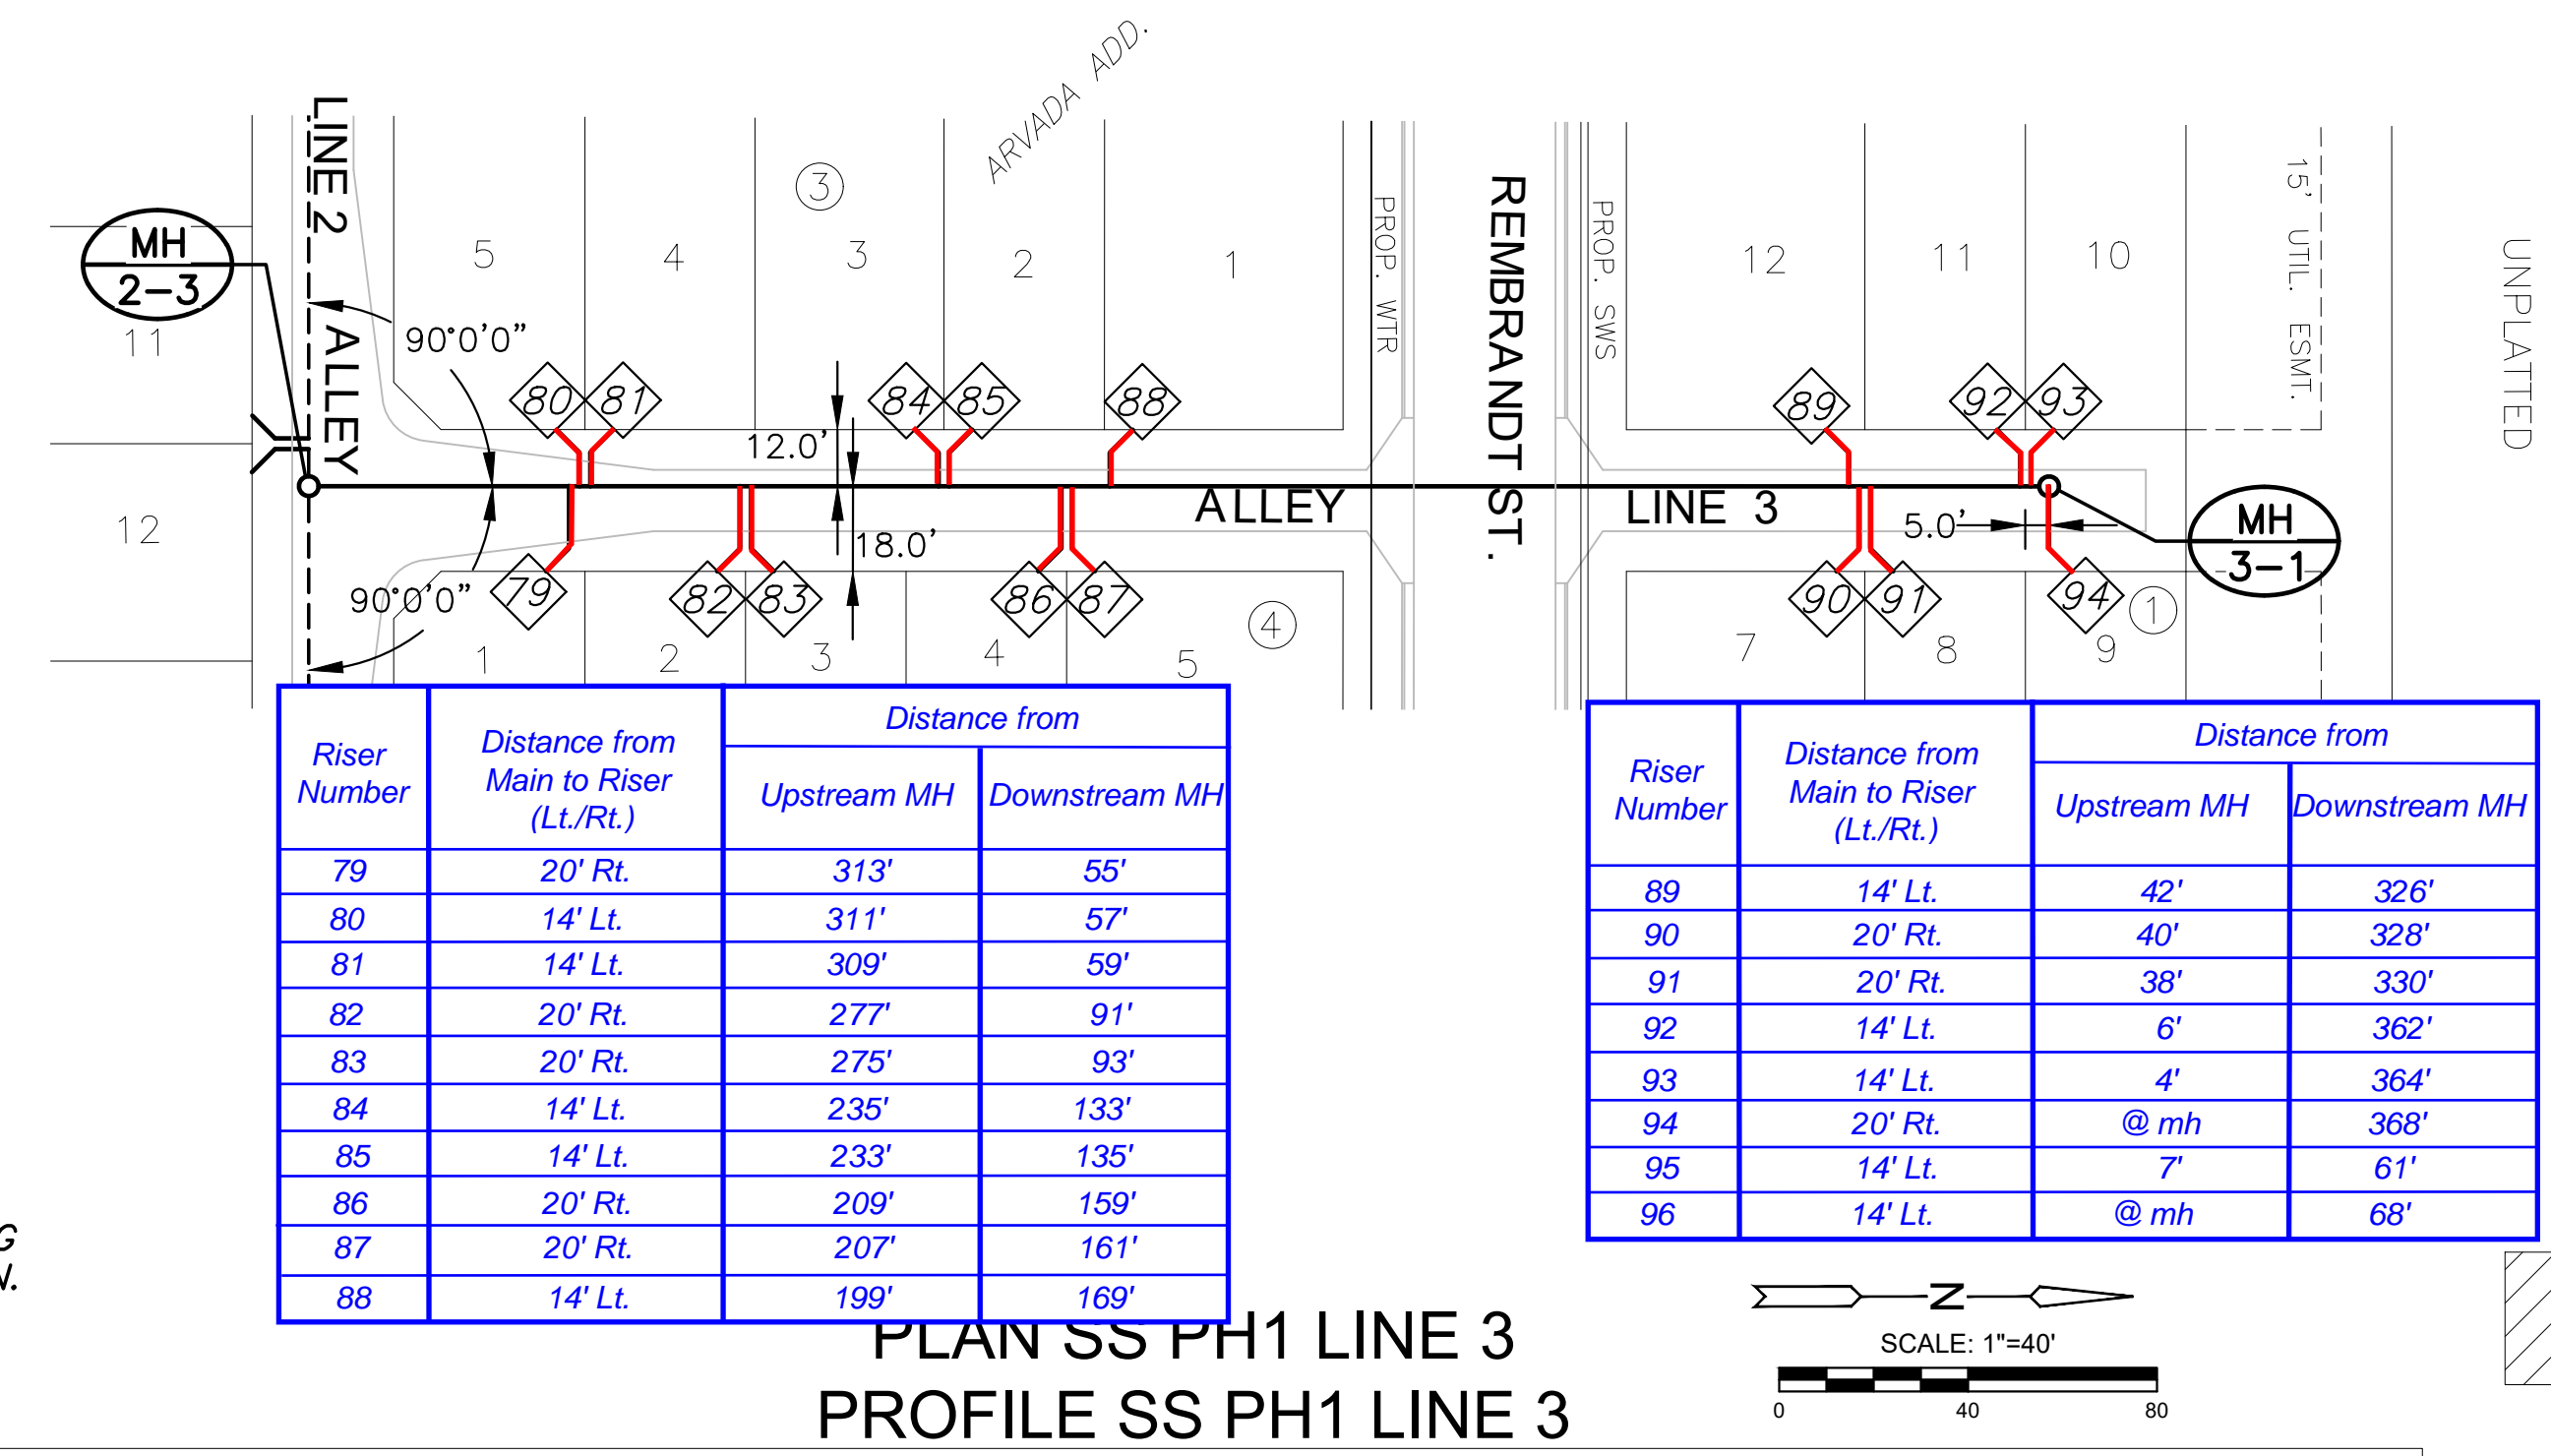 ARVADA ADD.
LINE 2
ALLEY
MH
2-3
11
12
90°0'0"
90°0'0"
5
4
3
3
2
1
PROP. WTR
REMBRANDT ST.
PROP. SWS
12
11
10
15' UTIL. ESMT.
UNPLATTED
80
81
84
85
88
89
92
93
12.0'
18.0'
ALLEY
LINE 3
5.0'
MH
3-1
79
82
83
86
87
90
91
94
1
2
3
4
5
4
7
8
9
1
Riser Number
Distance from Main to Riser (Lt./Rt.)
Distance from
Upstream MH
Downstream MH
79 20' Rt. 313' 55'
80 14' Lt. 311' 57'
81 14' Lt. 309' 59'
82 20' Rt. 277' 91'
83 20' Rt. 275' 93'
84 14' Lt. 235' 133'
85 14' Lt. 233' 135'
86 20' Rt. 209' 159'
87 20' Rt. 207' 161'
88 14' Lt. 199' 169'
Riser Number
Distance from Main to Riser (Lt./Rt.)
Distance from
Upstream MH
Downstream MH
89 14' Lt. 42' 326'
90 20' Rt. 40' 328'
91 20' Rt. 38' 330'
92 14' Lt. 6' 362'
93 14' Lt. 4' 364'
94 20' Rt. @ mh 368'
95 14' Lt. 7' 61'
96 14' Lt. @ mh 68'
PLAN SS PH1 LINE 3
PROFILE SS PH1 LINE 3
N
SCALE: 1"=40'
0 40 80